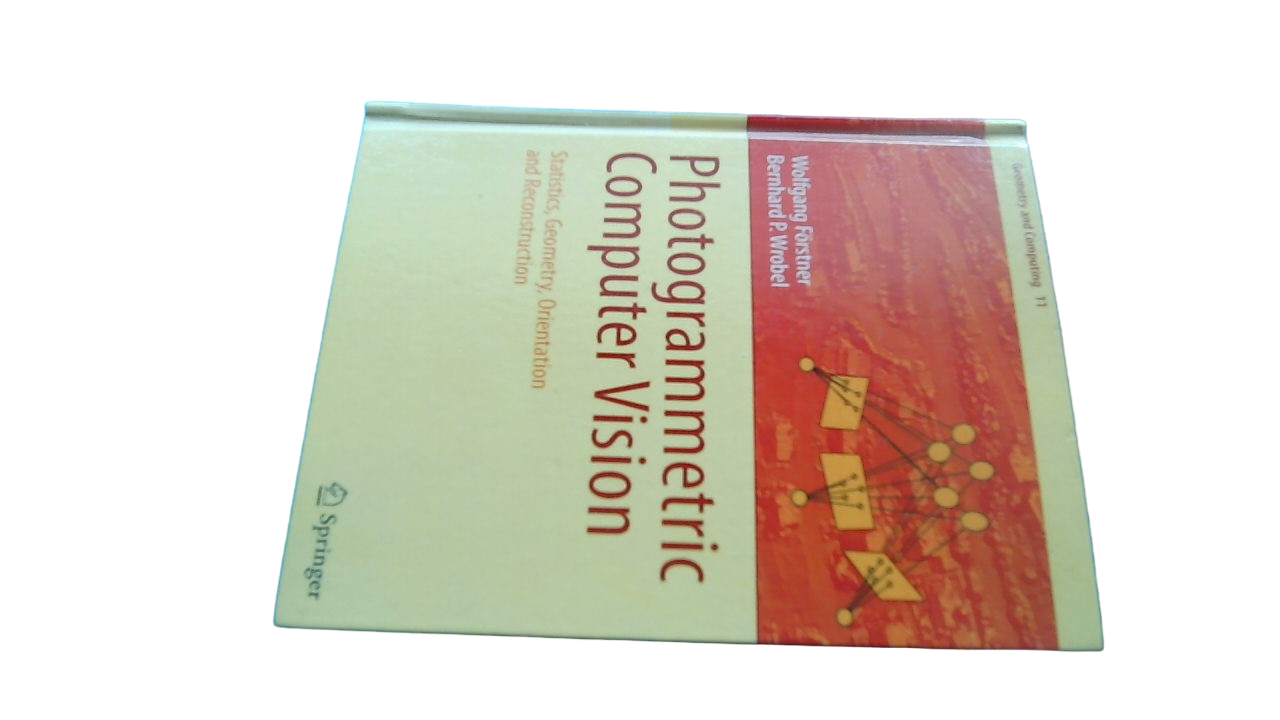 Geometry and Computing 11
Wolfgang Förstner
Bernhard P. Wrobel
Photogrammetric
Computer Vision
Statistics, Geometry, Orientation
and Reconstruction
Springer